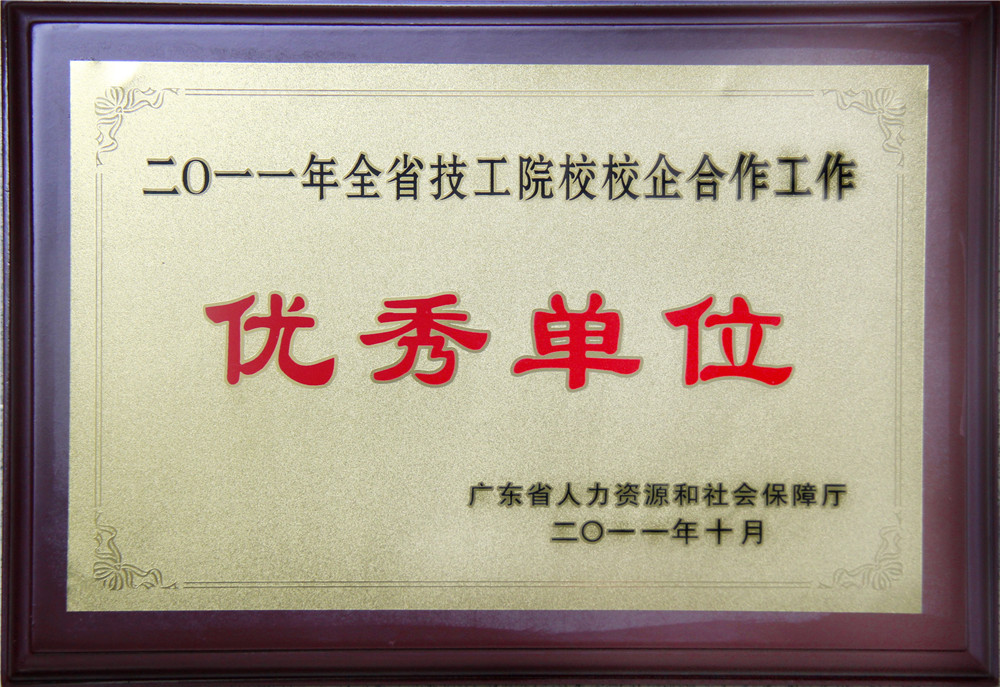 二〇一一年全省技工院校校企合作工作
优秀单位
广东省人力资源和社会保障厅
二〇一一年十月